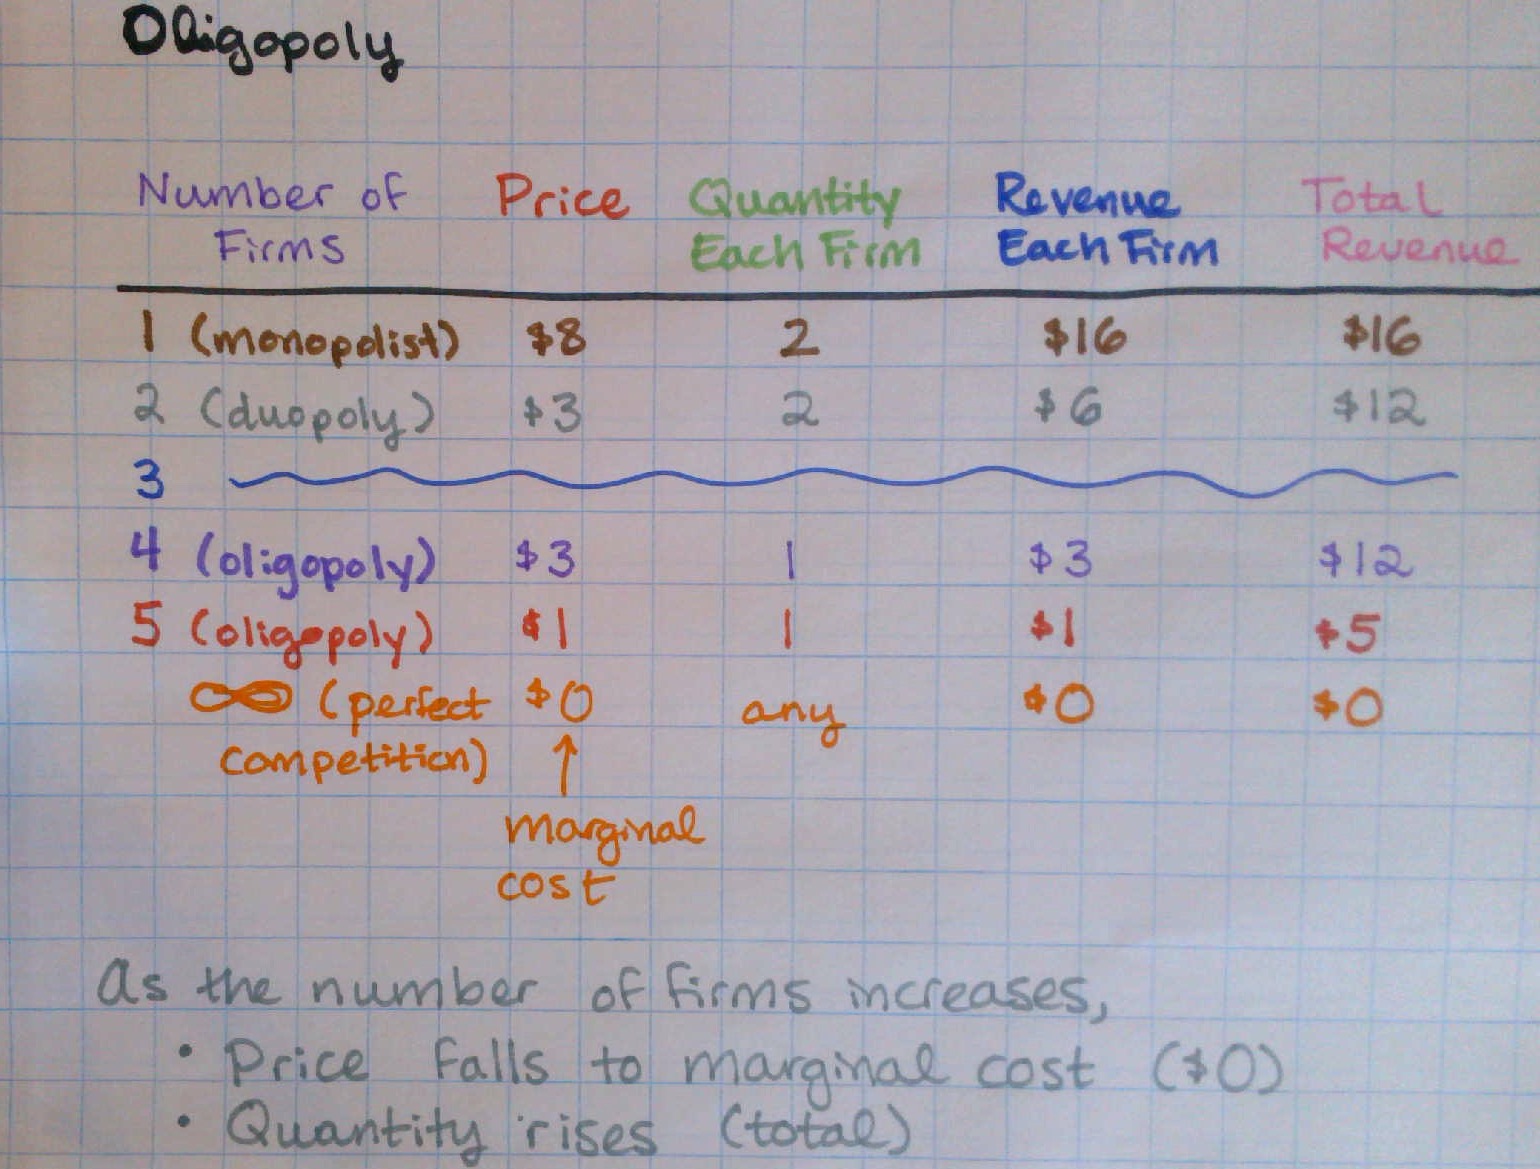 Oligopoly
Number of Firms Price Quantity Each Firm Revenue Each Firm Total Revenue
1 (monopolist) $8 2 $16 $16
2 (duopoly) $3 2 $6 $12
3
4 (oligopoly) $3 1 $3 $12
5 (oligopoly) $1 1 $1 $5
∞ (perfect competition) $0 any $0 $0
↑
marginal
cost
As the number of firms increases,
• Price falls to marginal cost ($0)
• Quantity rises (total)